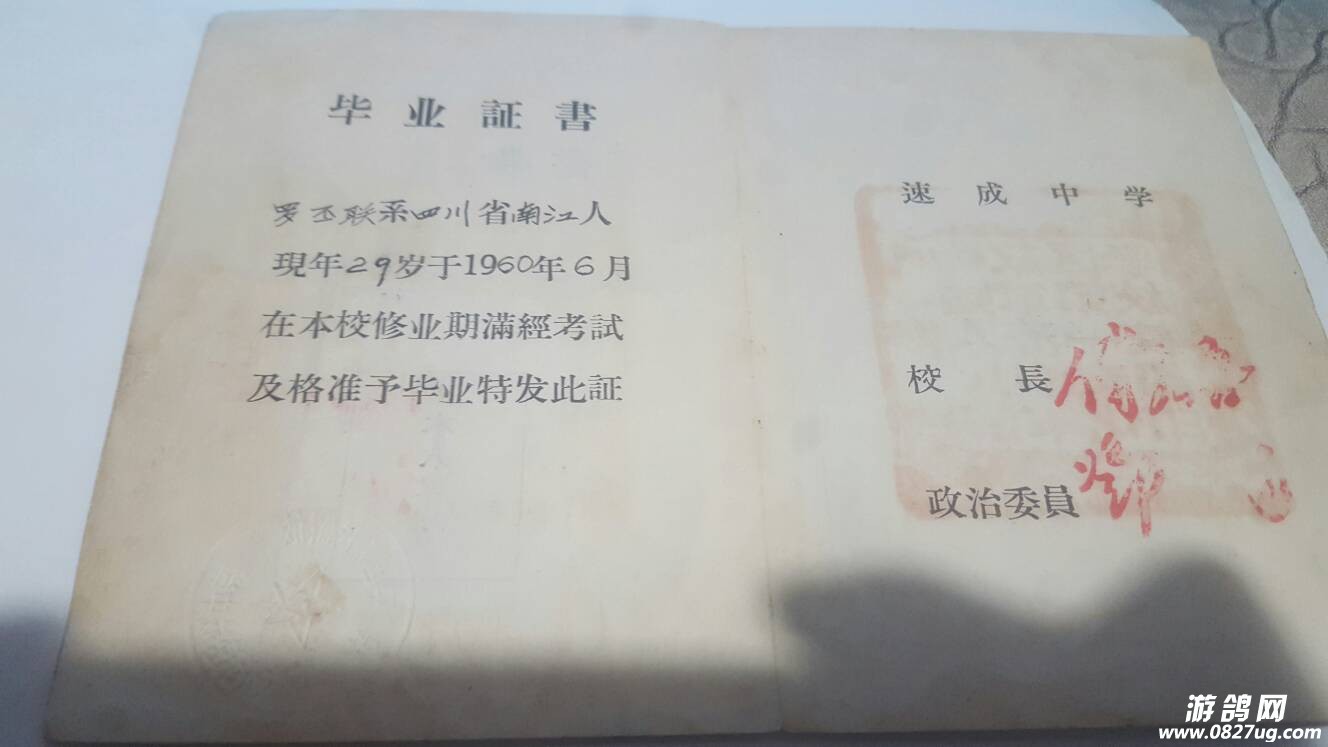 毕业証書
罗丕联系四川省南江人
現年29岁于1960年6月
在本校修业期滿經考試
及格准予毕业特发此証
速成中学
校長
政治委員
游鸽网
www.0827ug.com